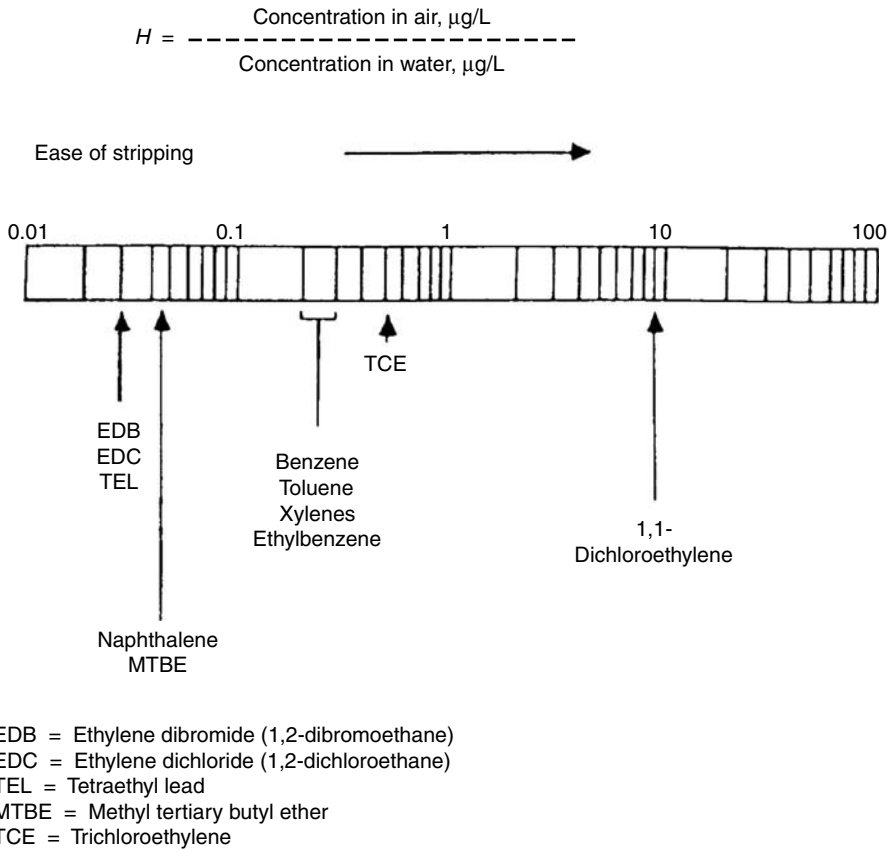 Concentration in air, μg/L
H =
Concentration in water, μg/L
Ease of stripping
0.01 0.1 1 10 100
TCE
EDB
EDC
TEL
Benzene
Toluene
Xylenes
Ethylbenzene
1,1-
Dichloroethylene
Naphthalene
MTBE
EDB = Ethylene dibromide (1,2-dibromoethane)
EDC = Ethylene dichloride (1,2-dichloroethane)
TEL = Tetraethyl lead
MTBE = Methyl tertiary butyl ether
TCE = Trichloroethylene